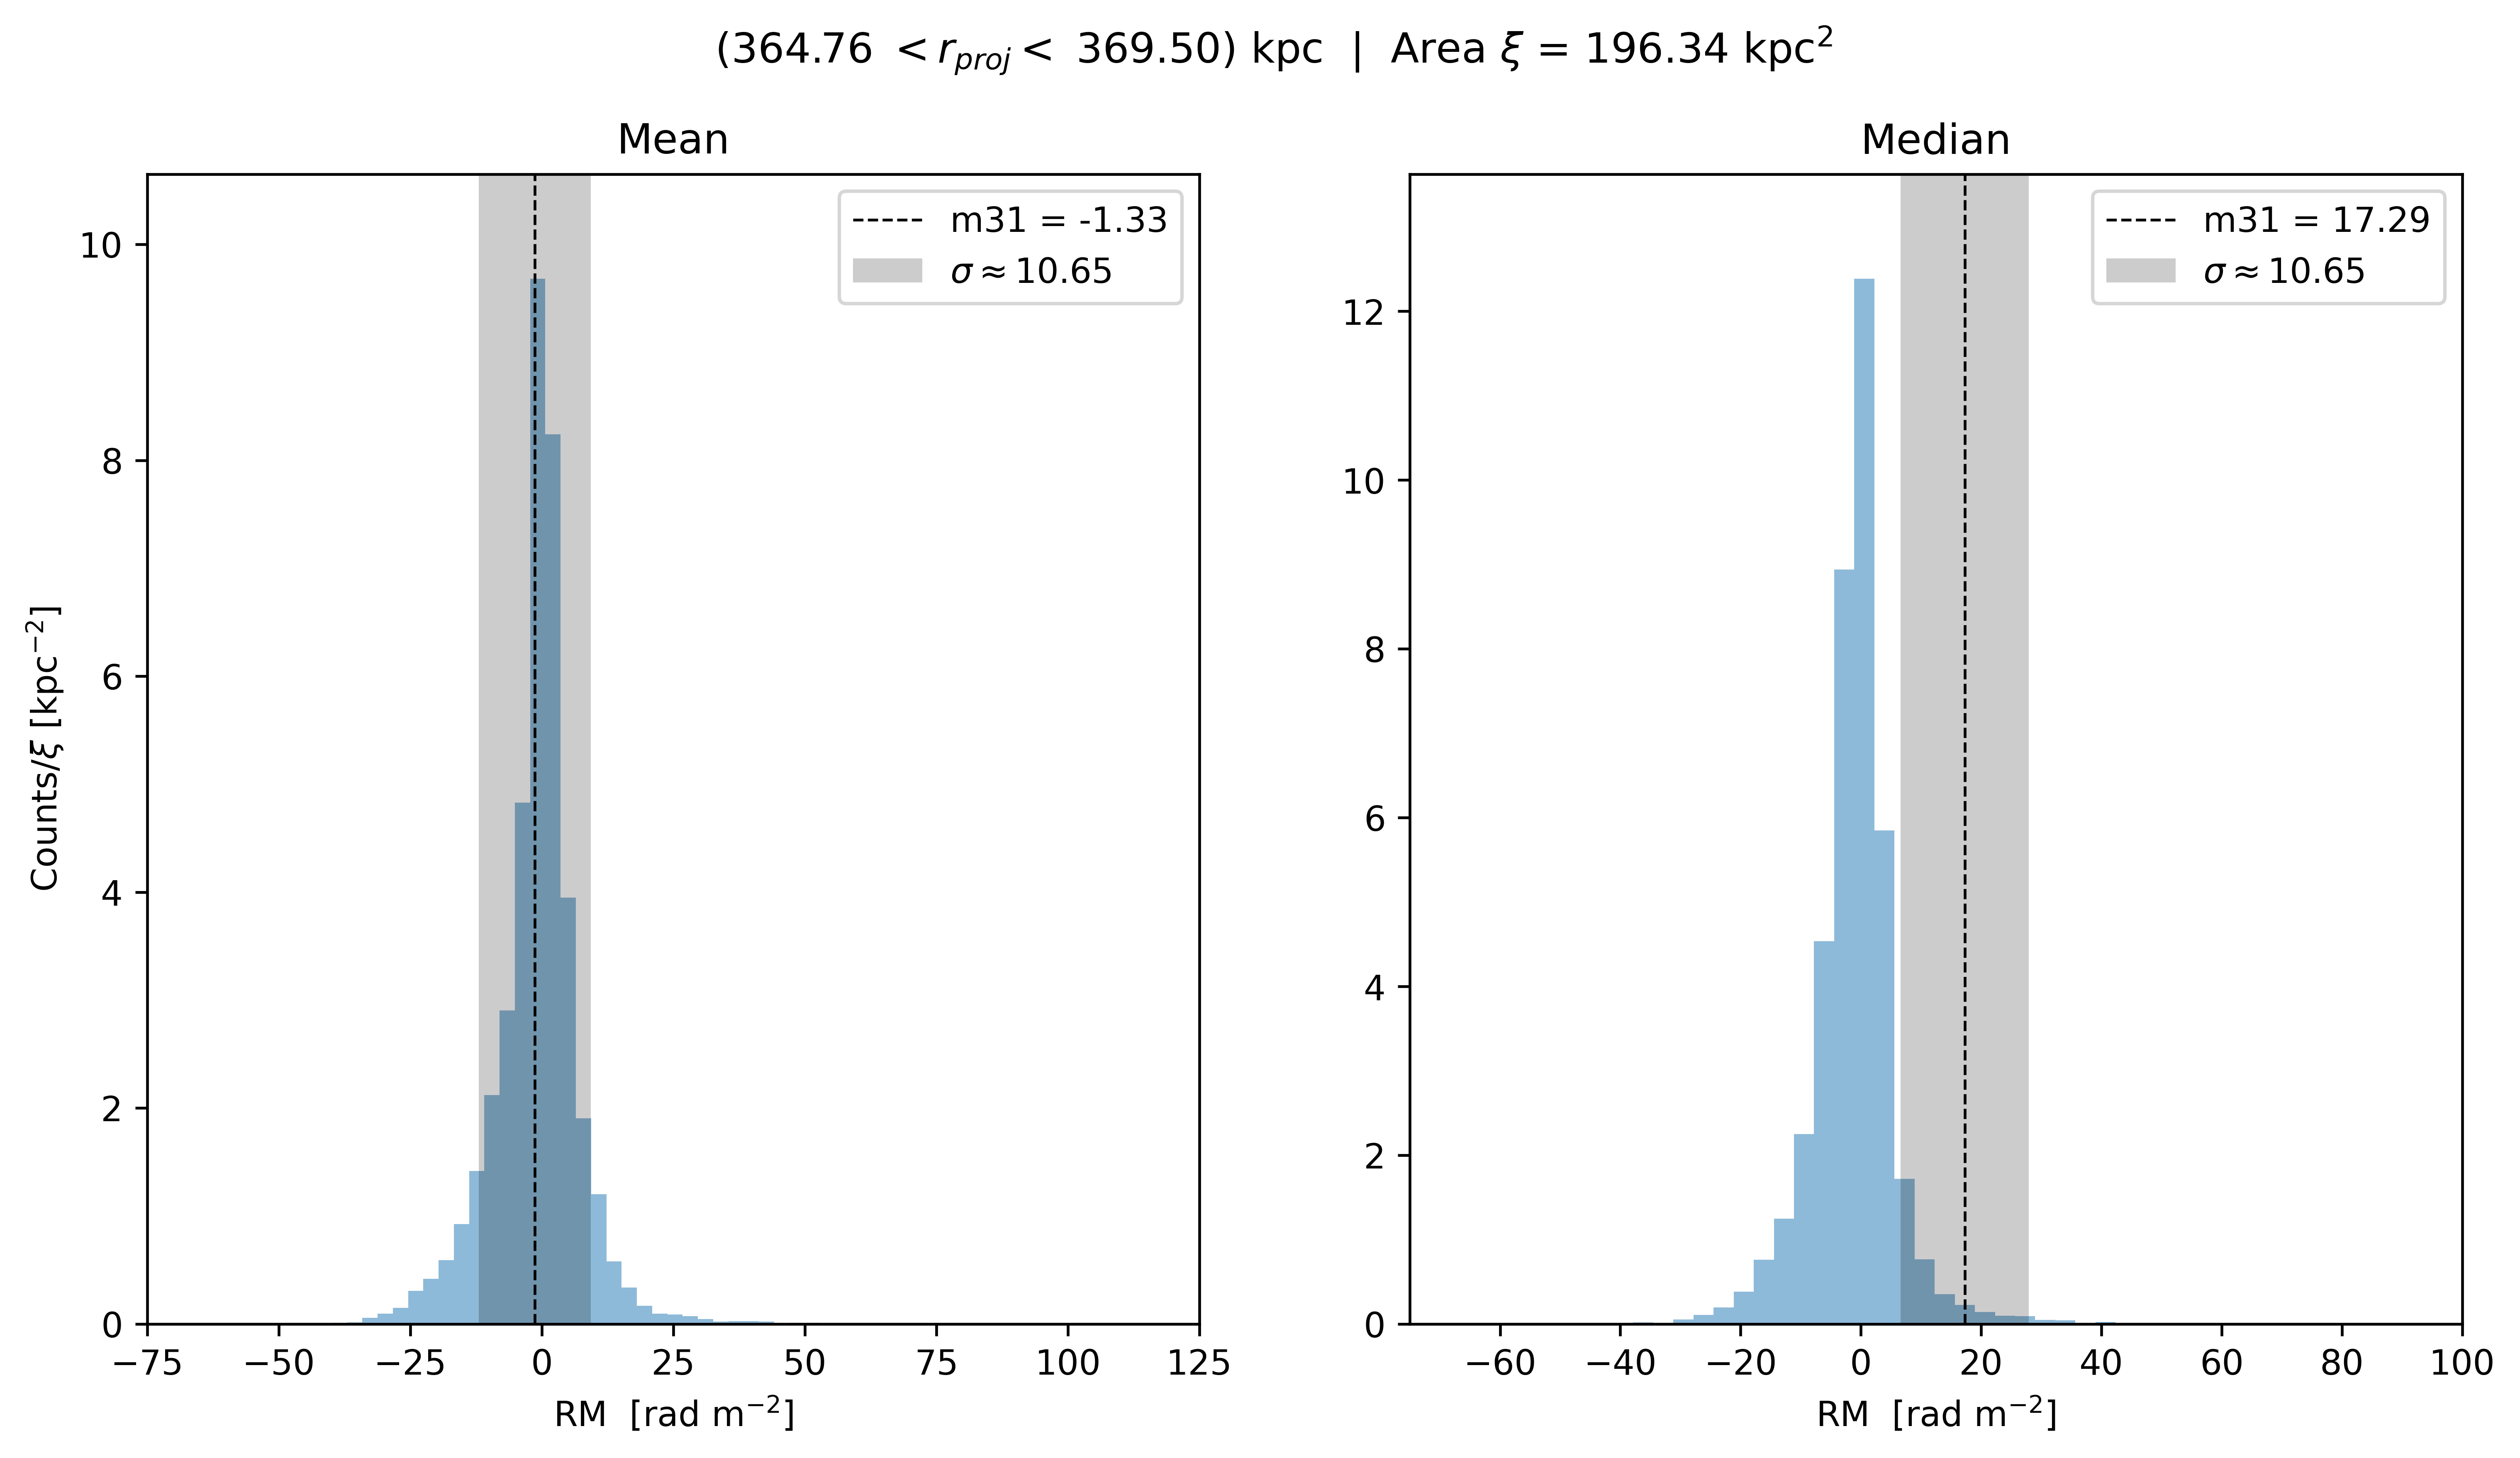 (364.76 < r_proj < 369.50) kpc | Area ξ = 196.34 kpc²
Mean
m31 = -1.33
σ ≈ 10.65
10
8
6
4
2
0
Counts/ξ [kpc⁻²]
−75 −50 −25 0 25 50 75 100 125
RM [rad m⁻²]
Median
m31 = 17.29
σ ≈ 10.65
12
10
8
6
4
2
0
−60 −40 −20 0 20 40 60 80 100
RM [rad m⁻²]